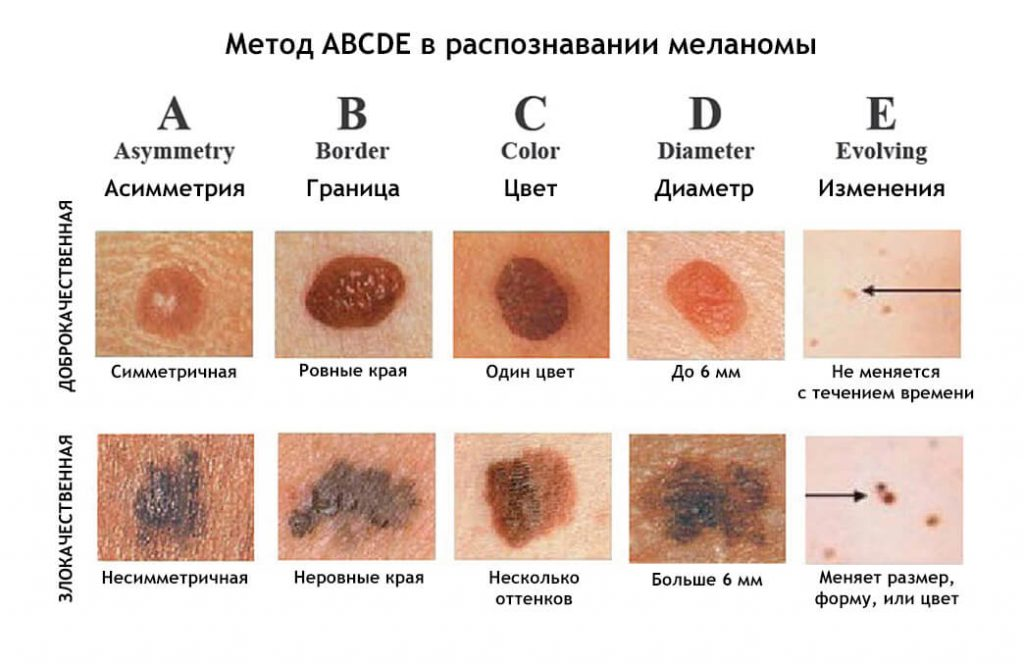 Метод ABCDE в распознавании меланомы
A
B
C
D
E
Asymmetry
Border
Color
Diameter
Evolving
Асимметрия
Граница
Цвет
Диаметр
Изменения
ДОБРОКАЧЕСТВЕННАЯ
Симметричная
Ровные края
Один цвет
До 6 мм
Не меняется
с течением времени
ЗЛОКАЧЕСТВЕННАЯ
Несимметричная
Неровные края
Несколько
оттенков
Больше 6 мм
Меняет размер,
форму, или цвет